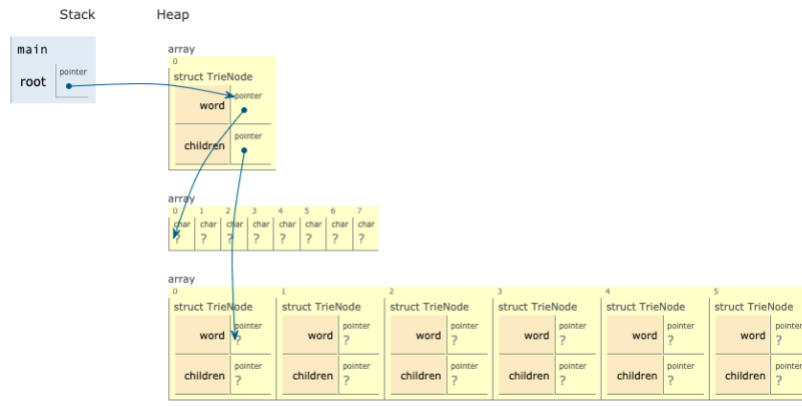 Stack Heap
main
root pointer
array
0
struct TrieNode
word pointer
children pointer
array
0 1 2 3 4 5 6 7
char char char char char char char char
? ? ? ? ? ? ? ?
array
0 1 2 3 4 5
struct TrieNode struct TrieNode struct TrieNode struct TrieNode struct TrieNode struct TrieNode
word pointer word pointer word pointer word pointer word pointer word pointer
? ? ? ? ? ?
children pointer children pointer children pointer children pointer children pointer children pointer
? ? ? ? ? ?